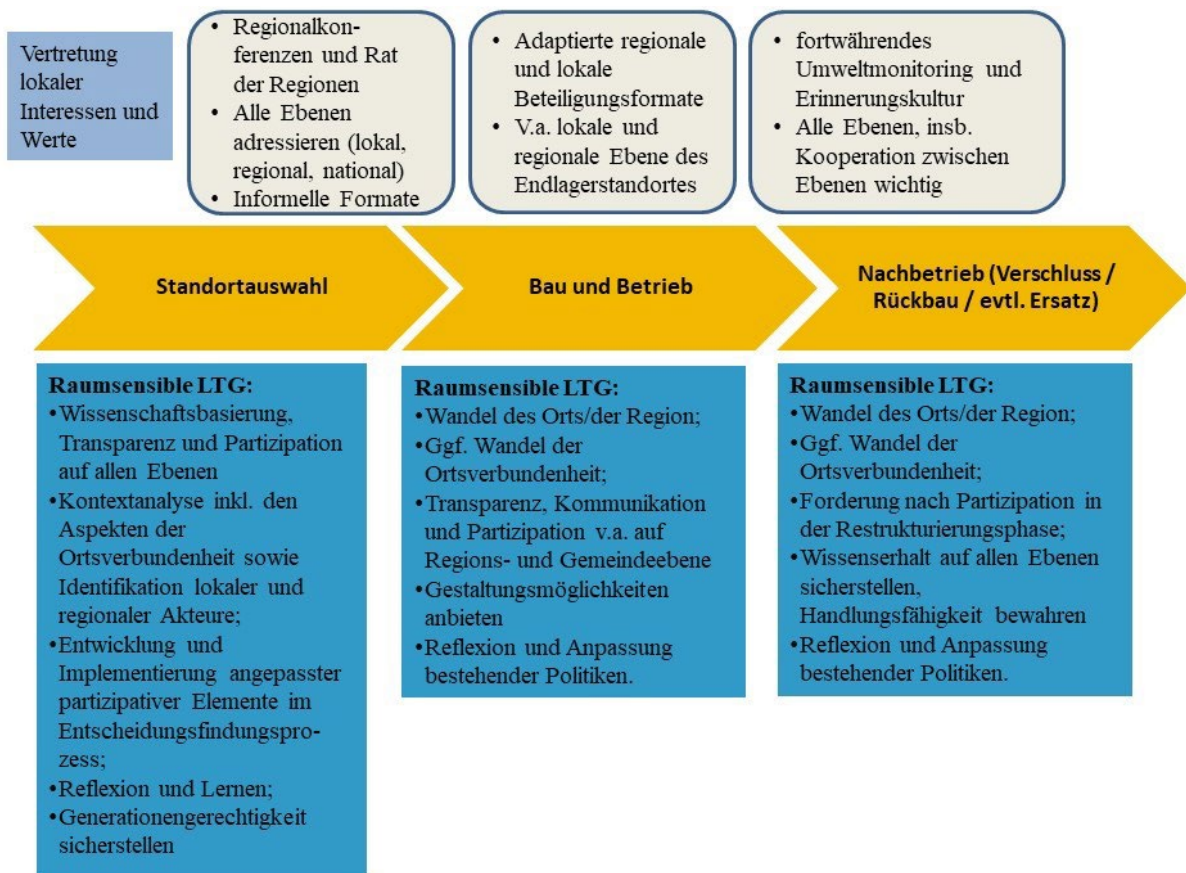 Vertretung
lokaler
Interessen und
Werte
• Regionalkon-
ferenzen und Rat
der Regionen
• Alle Ebenen
adressieren (lokal,
regional, national)
• Informelle Formate
• Adaptierte regionale
und lokale
Beteiligungsformate
• V.a. lokale und
regionale Ebene des
Endlagerstandortes
• fortwährendes
Umweltmonitoring und
Erinnerungskultur
• Alle Ebenen, insb.
Kooperation zwischen
Ebenen wichtig
Standortauswahl
Bau und Betrieb
Nachbetrieb (Verschluss /
Rückbau / evtl. Ersatz)
Raumsensible LTG:
•Wissenschaftsbasierung,
Transparenz und Partizipation
auf allen Ebenen
•Kontextanalyse inkl. den
Aspekten der
Ortsverbundenheit sowie
Identifikation lokaler und
regionaler Akteure;
•Entwicklung und
Implementierung angepasster
partizipativer Elemente im
Entscheidungsfindungspro-
zess;
•Reflexion und Lernen;
•Generationengerechtigkeit
sicherstellen
Raumsensible LTG:
•Wandel des Orts/der Region;
•Ggf. Wandel der
Ortsverbundenheit;
•Transparenz, Kommunikation
und Partizipation v.a. auf
Regions- und Gemeindeebene
•Gestaltungsmöglichkeiten
anbieten
•Reflexion und Anpassung
bestehender Politiken.
Raumsensible LTG:
•Wandel des Orts/der Region;
•Ggf. Wandel der
Ortsverbundenheit;
•Forderung nach Partizipation in
der Restrukturierungsphase;
•Wissenserhalt auf allen Ebenen
sicherstellen,
Handlungsfähigkeit bewahren
•Reflexion und Anpassung
bestehender Politiken.